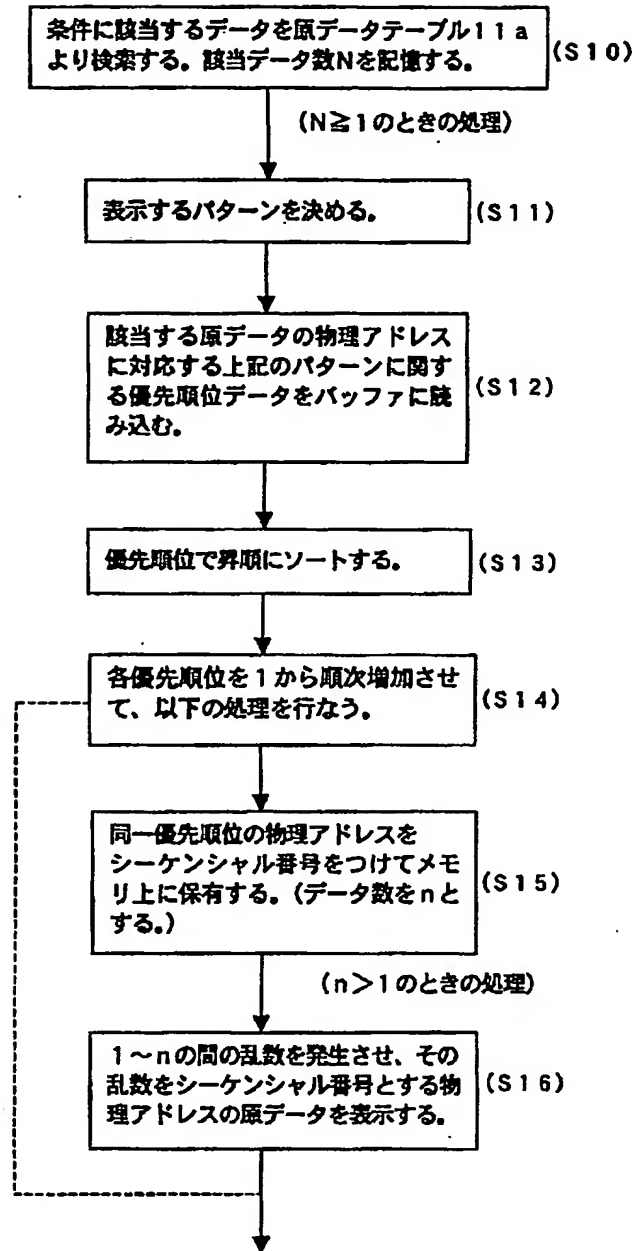 条件に該当するデータを原データテーブル11a
より検索する。該当データ数Nを記憶する。
(S10)
(N≧1のときの処理)
表示するパターンを決める。
(S11)
該当する原データの物理アドレス
に対応する上記のパターンに関す
る優先順位データをバッファに読
み込む。
(S12)
優先順位で昇順にソートする。
(S13)
各優先順位を1から順次増加させ
て、以下の処理を行なう。
(S14)
同一優先順位の物理アドレスを
シーケンシャル番号をつけてメモ
リ上に保有する。(データ数をnと
する。)
(S15)
(n>1のときの処理)
1~nの間の乱数を発生させ、その
乱数をシーケンシャル番号とする物
理アドレスの原データを表示する。
(S16)